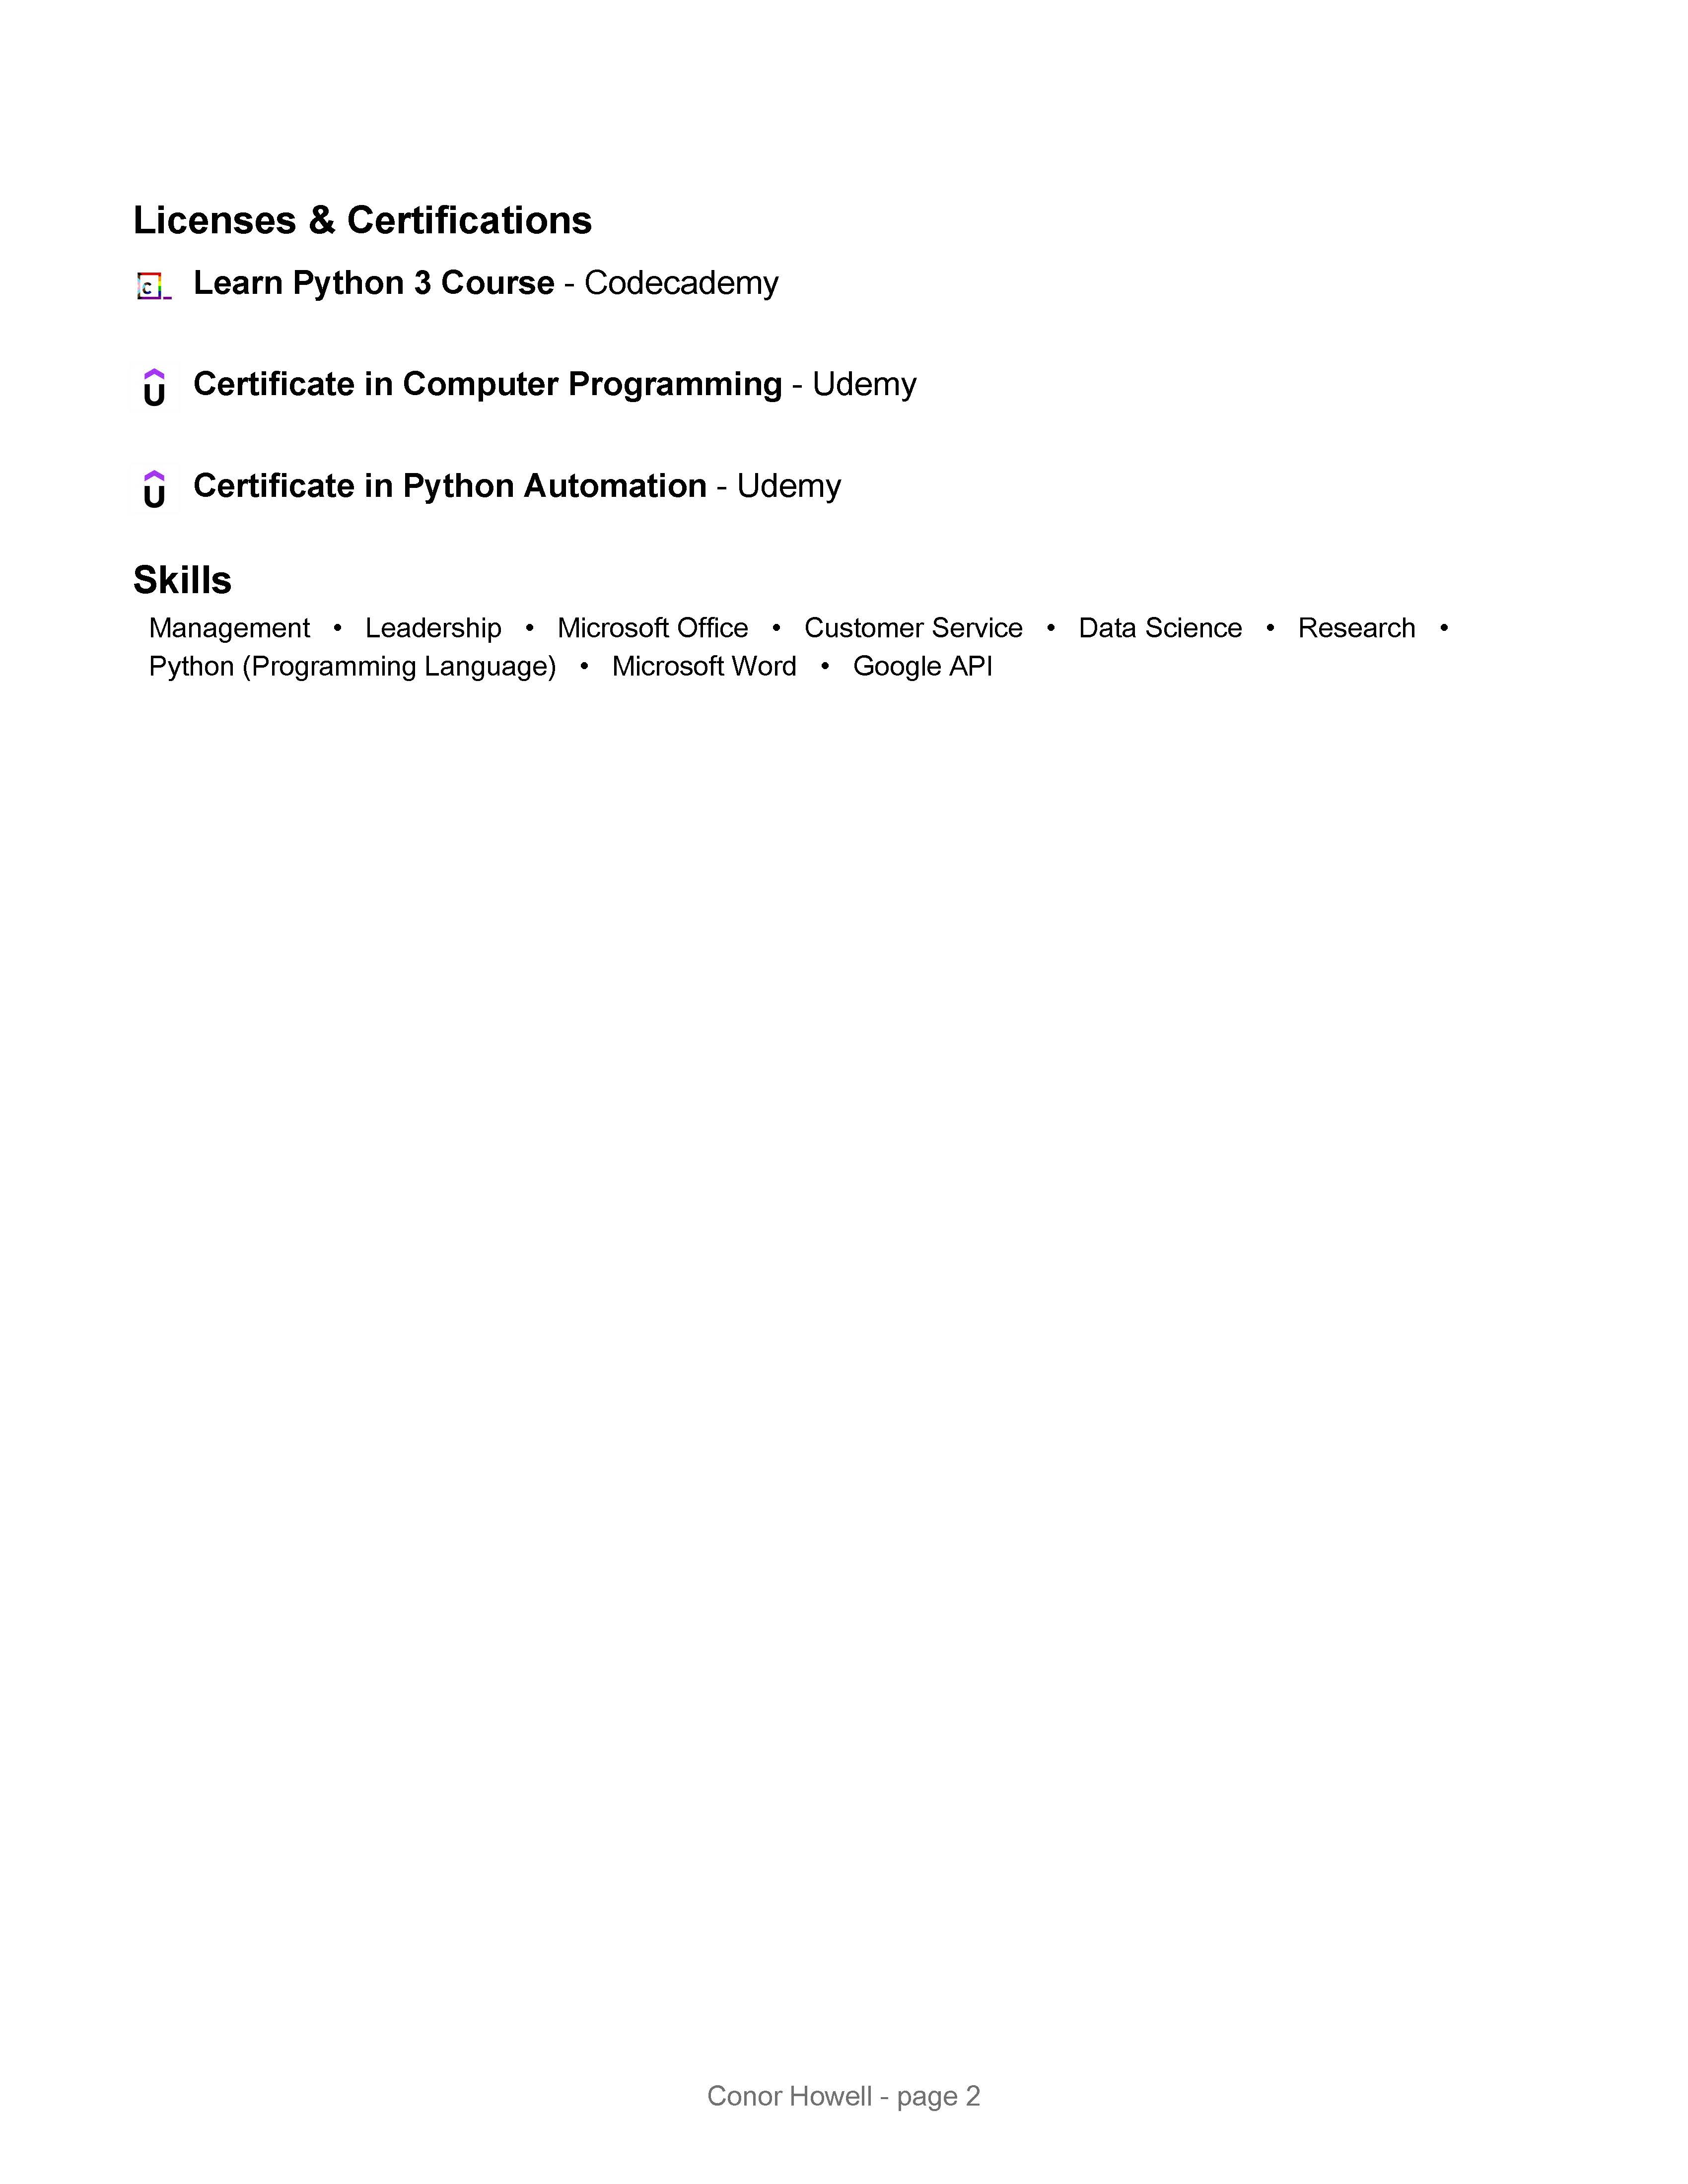 Licenses & Certifications
C_ Learn Python 3 Course - Codecademy
U Certificate in Computer Programming - Udemy
U Certificate in Python Automation - Udemy
Skills
Management • Leadership • Microsoft Office • Customer Service • Data Science • Research •
Python (Programming Language) • Microsoft Word • Google API
Conor Howell - page 2